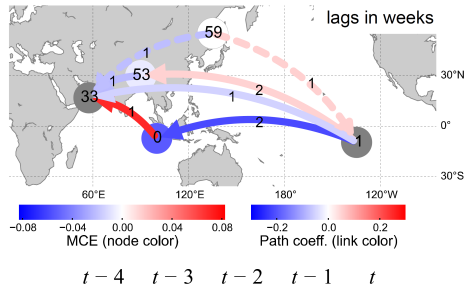 lags in weeks
59
1
1
53
2
1
33
1
1
0
2
1
30°N
0°
30°S
60°E
120°E
180°
120°W
−0.08 −0.04 0.00 0.04 0.08
MCE (node color)
−0.2 0.0 0.2
Path coeff. (link color)
t − 4 t − 3 t − 2 t − 1 t